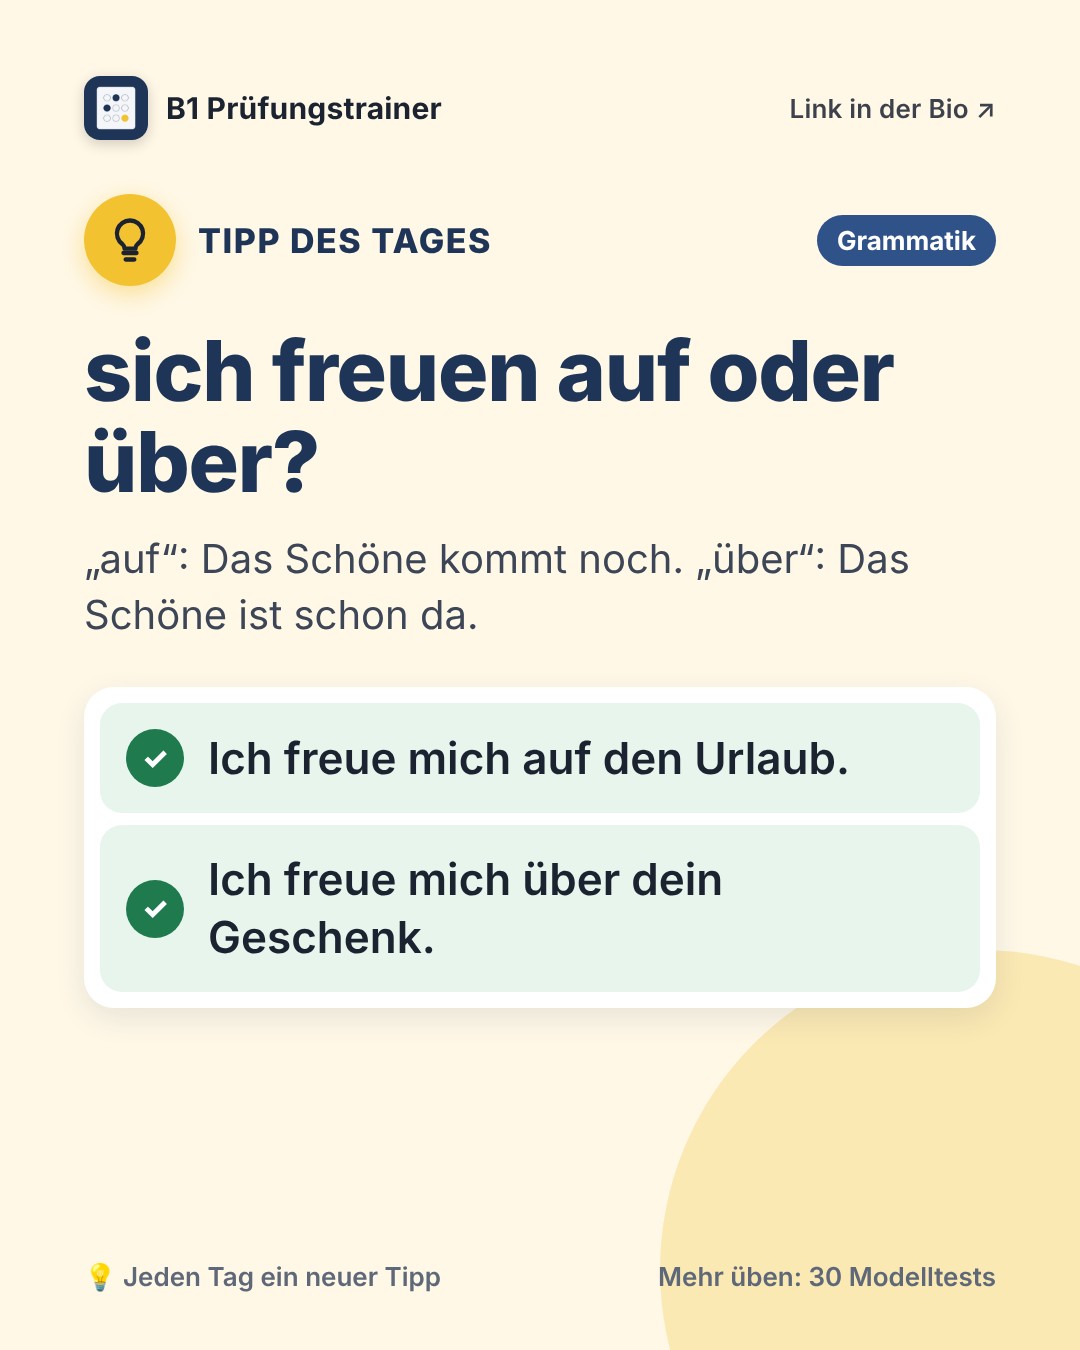 B1 Prüfungstrainer
Link in der Bio ↗
TIPP DES TAGES
Grammatik
sich freuen auf oder
über?
„auf“: Das Schöne kommt noch. „über“: Das
Schöne ist schon da.
Ich freue mich auf den Urlaub.
Ich freue mich über dein
Geschenk.
💡 Jeden Tag ein neuer Tipp
Mehr üben: 30 Modelltests